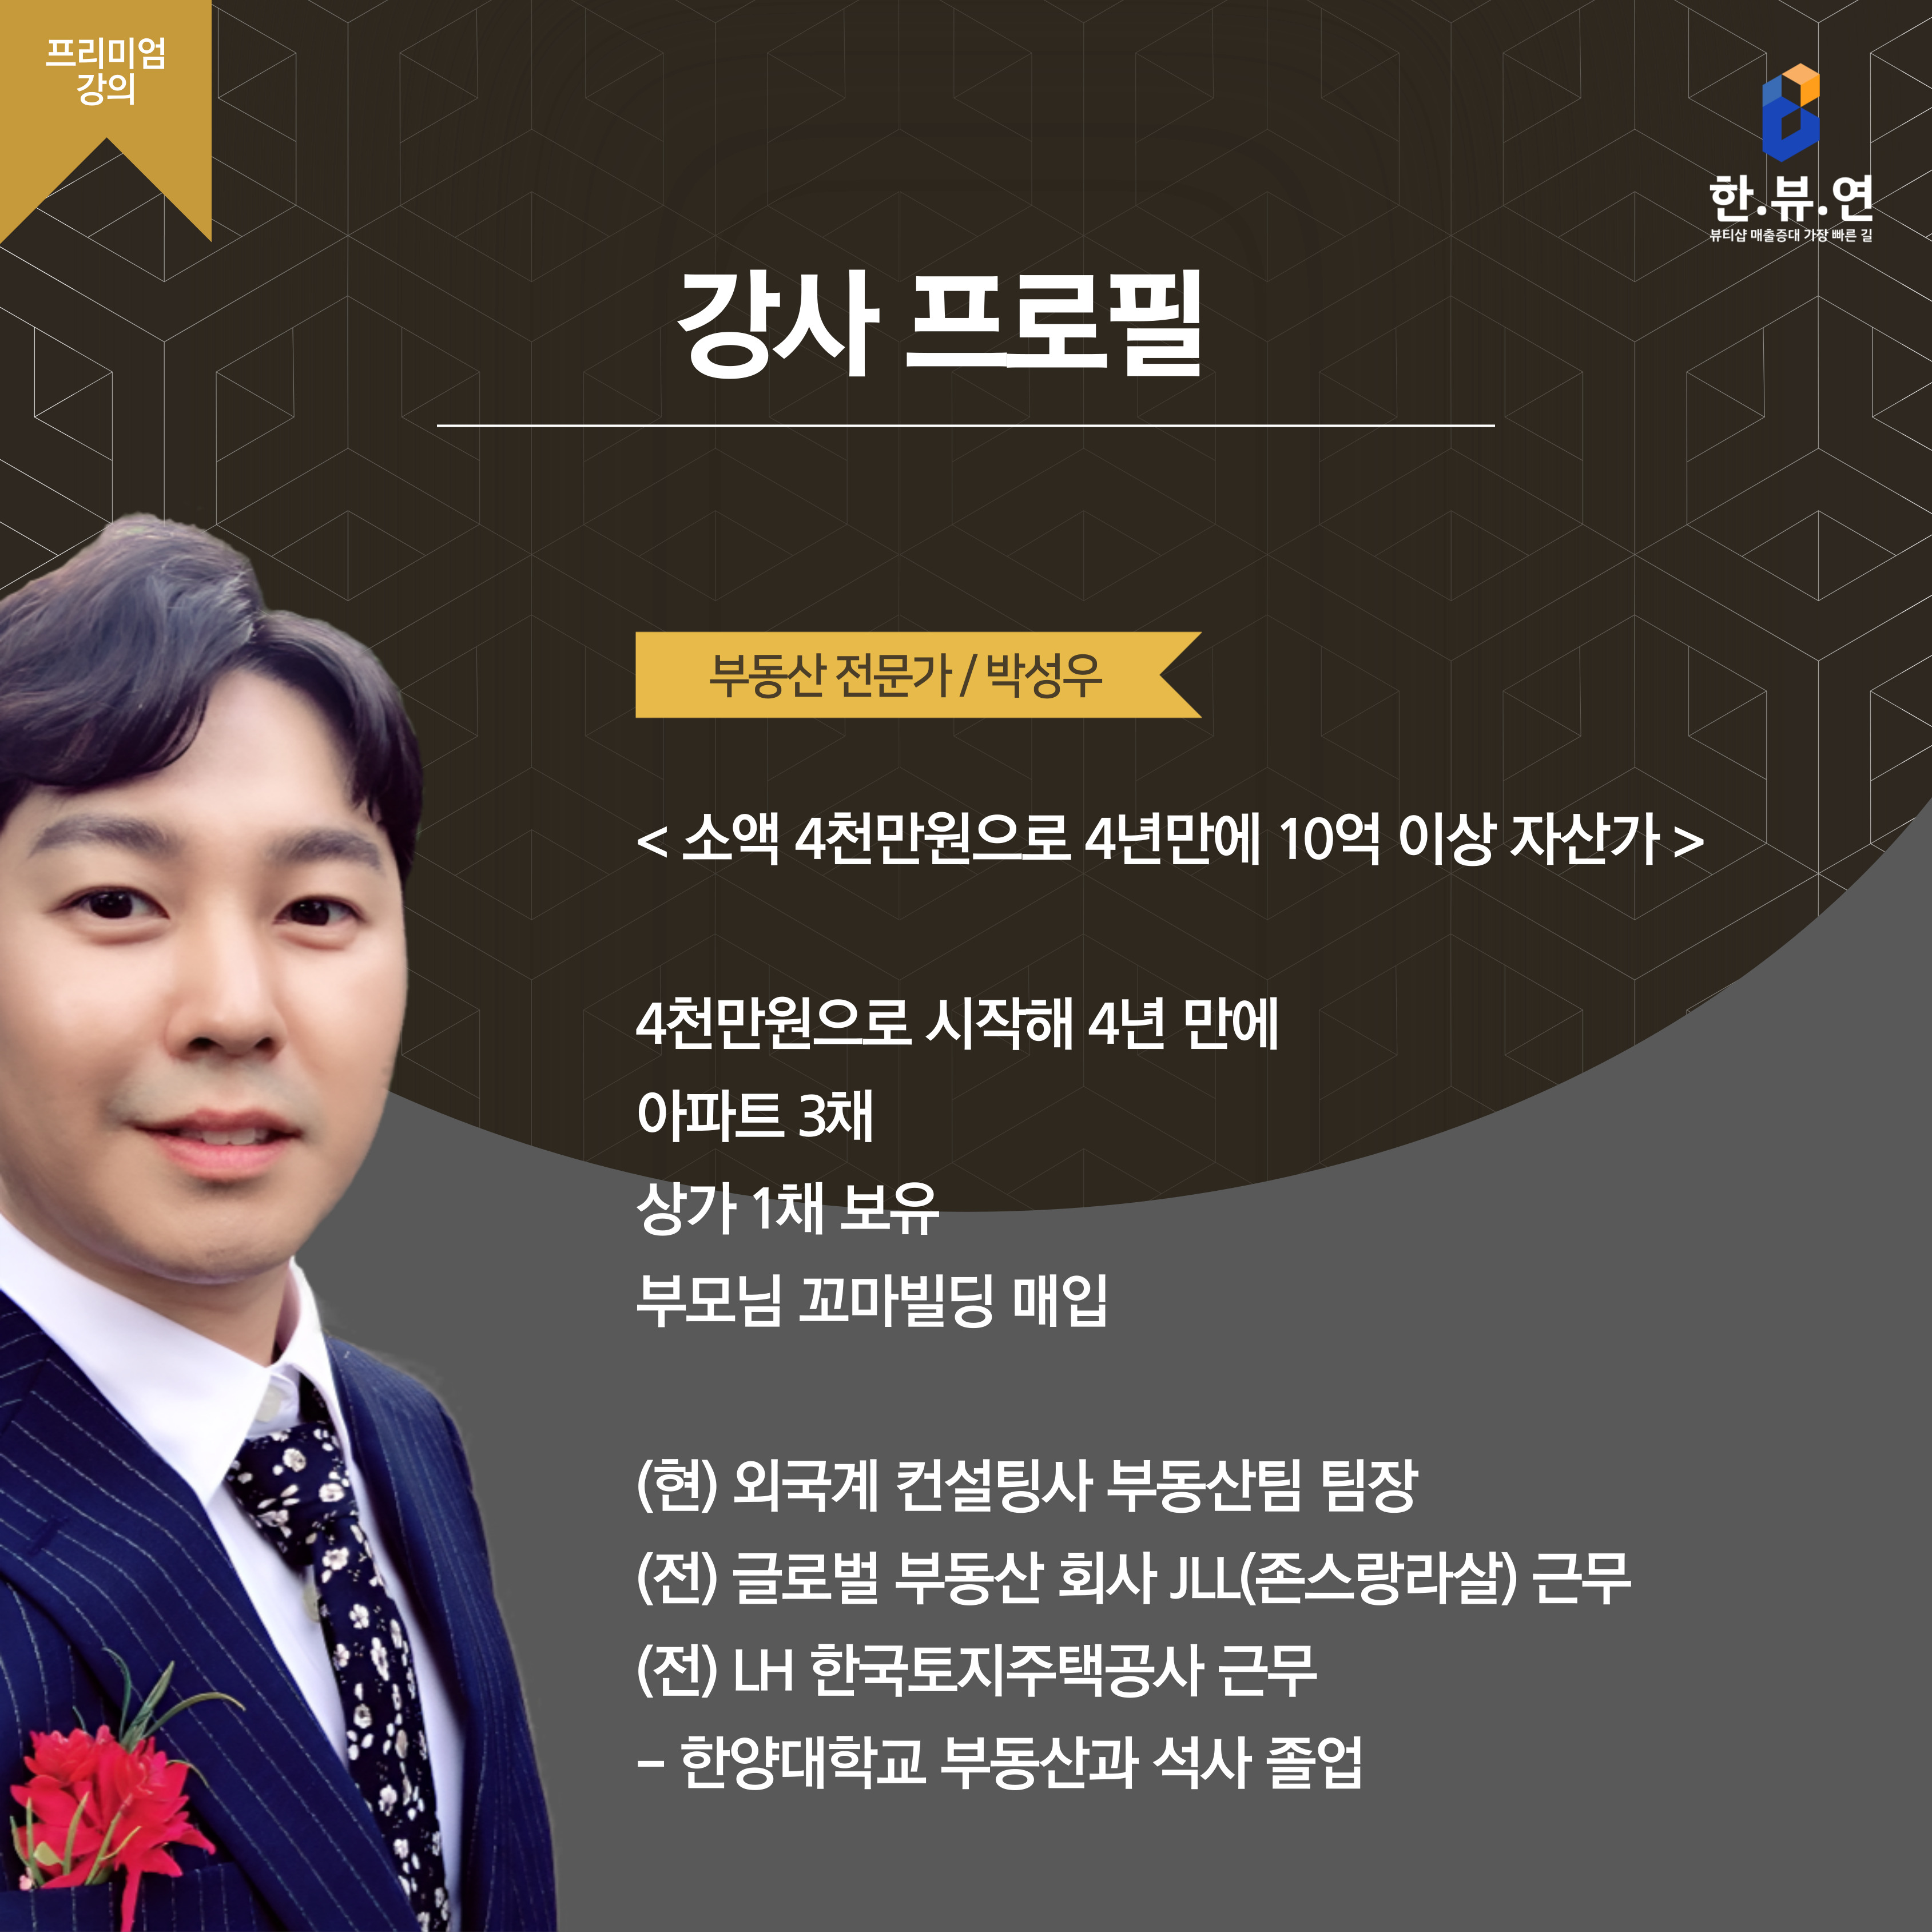 프리미엄
강의
한.뷰.연
뷰티샵 매출증대 가장 빠른 길
강사 프로필
부동산 전문가 / 박성우
< 소액 4천만원으로 4년만에 10억 이상 자산가 >
4천만원으로 시작해 4년 만에
아파트 3채
상가 1채 보유
부모님 꼬마빌딩 매입
(현) 외국계 컨설팅사 부동산팀 팀장
(전) 글로벌 부동산 회사 JLL(존스랑라살) 근무
(전) LH 한국토지주택공사 근무
- 한양대학교 부동산과 석사 졸업